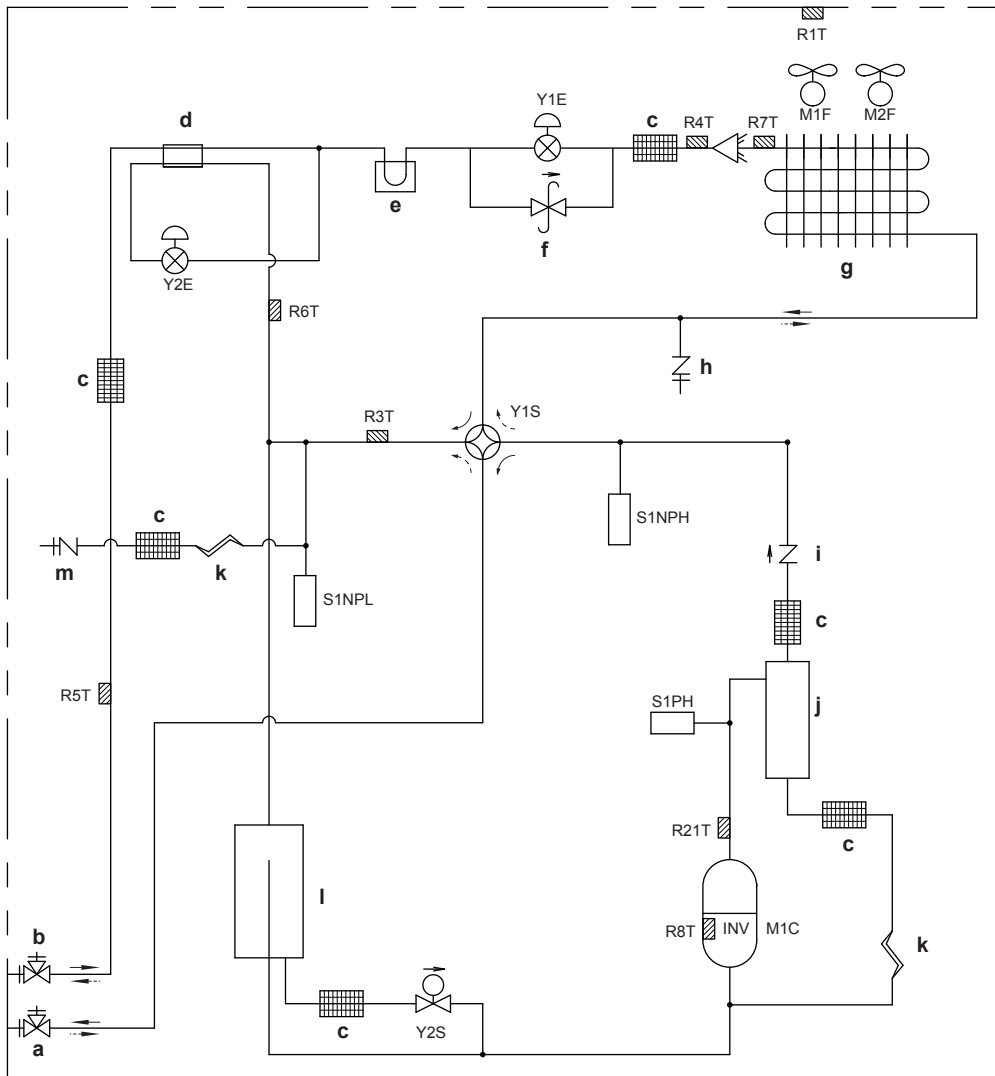 R1T
M1F M2F
Y1E
c R4T R7T
d
e
f
g
Y2E
R6T
h
c
R3T Y1S
S1NPH
c
m k
i
S1NPL
c
R5T
S1PH j
R21T
c
l
R8T INV M1C
k
b
c Y2S
a